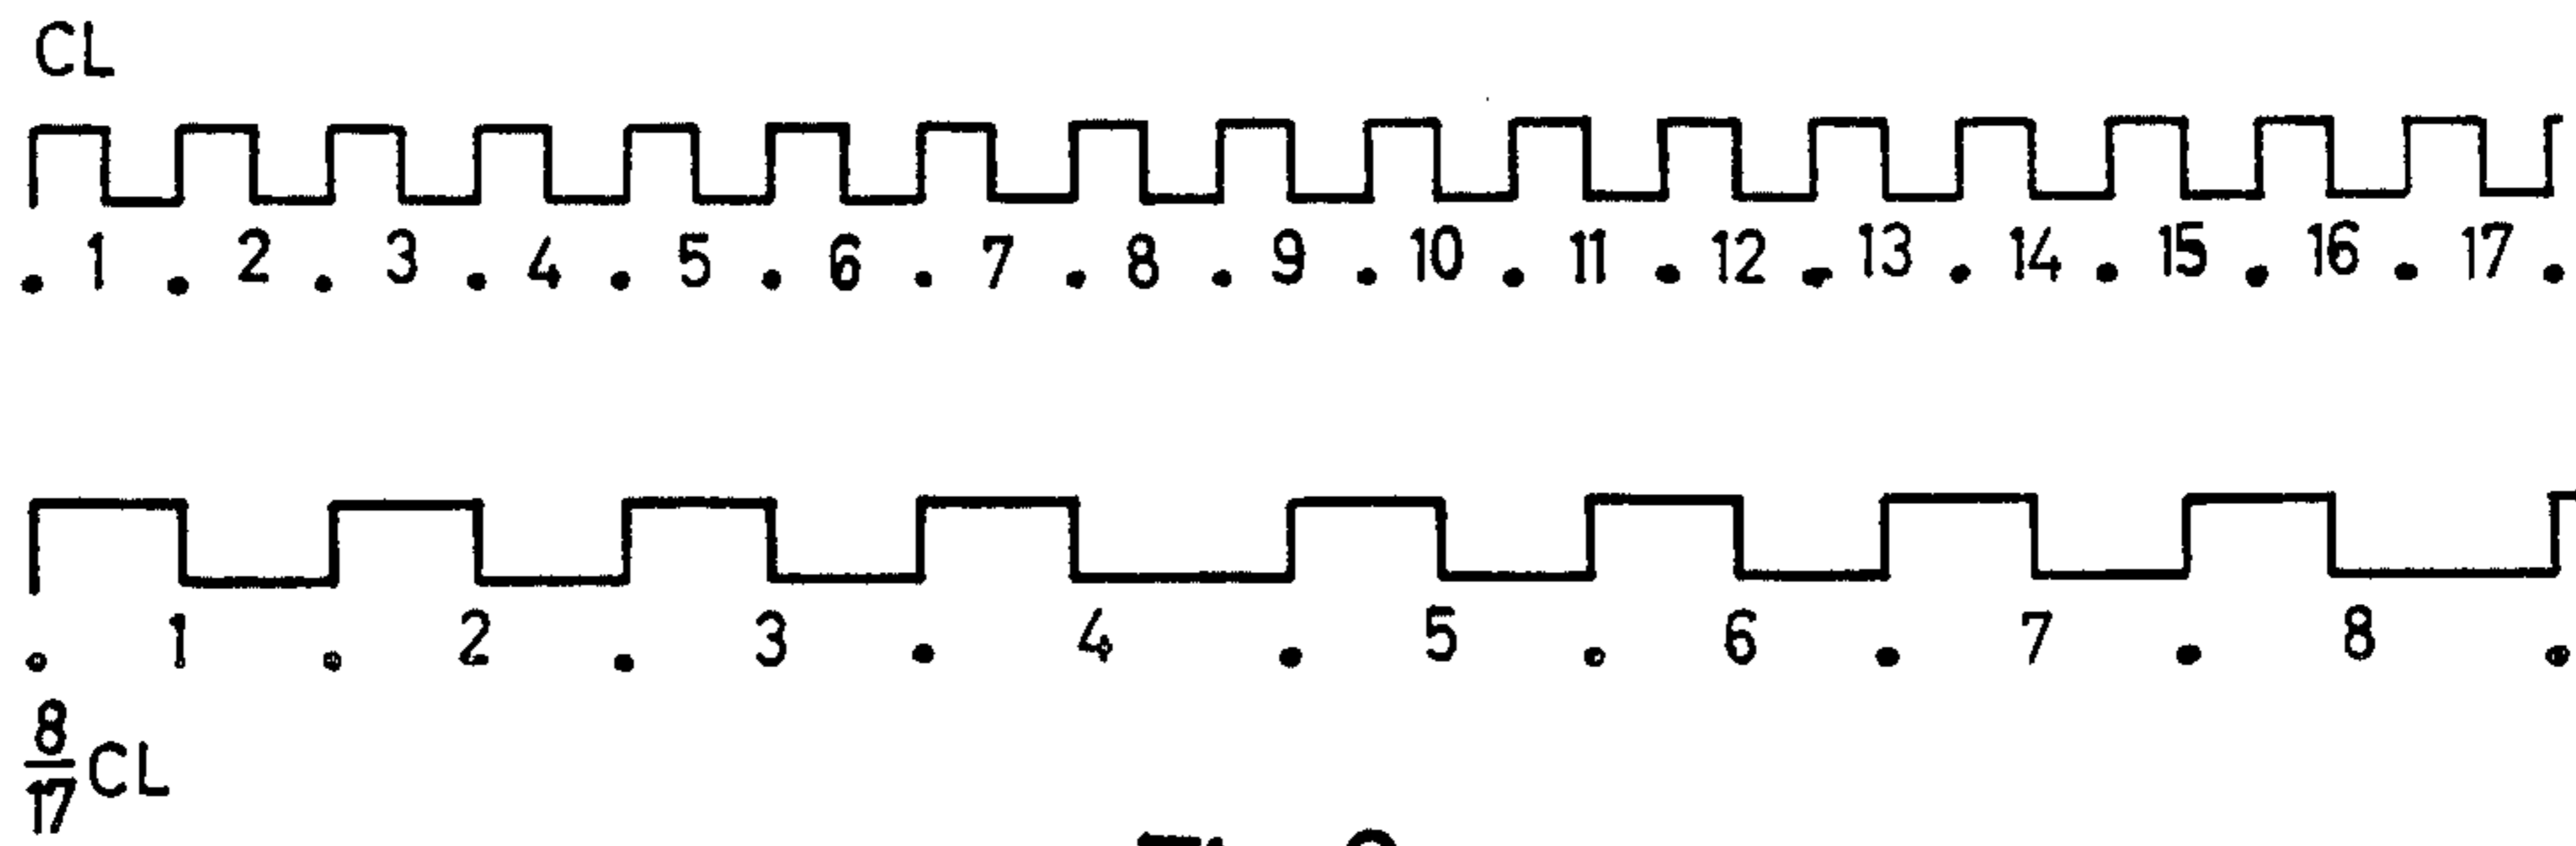 CL
. 1 . 2 . 3 . 4 . 5 . 6 . 7 . 8 . 9 . 10 . 11 . 12 . 13 . 14 . 15 . 16 . 17 .
. 1 . 2 . 3 . 4 . 5 . 6 . 7 . 8 .
8/17 CL